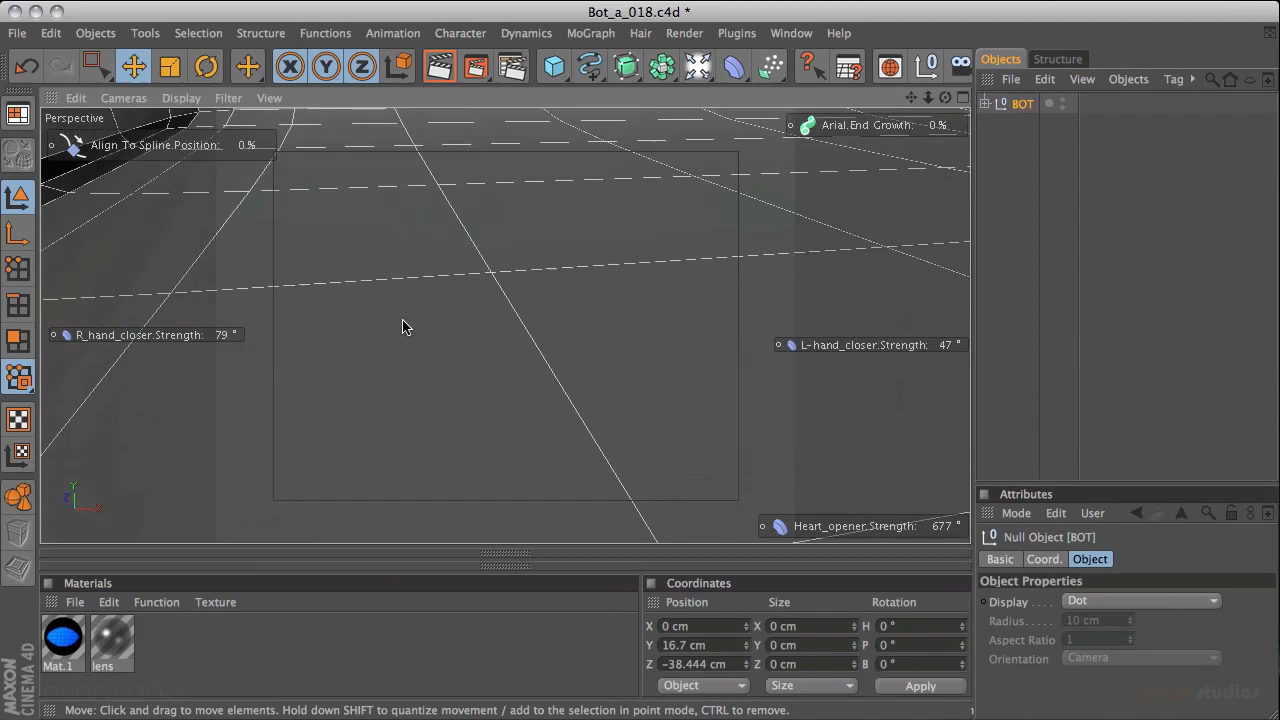 Bot_a_018.c4d *
File Edit Objects Tools Selection Structure Functions Animation Character Dynamics MoGraph Hair Render Plugins Window Help
Objects Structure
File Edit View Objects Tag
Edit Cameras Display Filter View
BOT
Perspective
Align To Spline.Position: 0%
Arial.End Growth: 0%
R_hand_closer.Strength: 79 °
L-hand_closer.Strength: 47 °
Heart_opener.Strength: 677 °
Y
Z X
Attributes
Mode Edit User
Null Object [BOT]
Basic Coord. Object
Object Properties
Display Dot
Radius 10 cm
Aspect Ratio 1
Orientation Camera
Materials
File Edit Function Texture
Mat.1 lens
Coordinates
Position Size Rotation
X 0 cm X 0 cm H 0 °
Y 16.7 cm Y 0 cm P 0 °
Z -38.444 cm Z 0 cm B 0 °
Object Size Apply
MAXON CINEMA 4D
Move: Click and drag to move elements. Hold down SHIFT to quantize movement / add to the selection in point mode, CTRL to remove.
studios